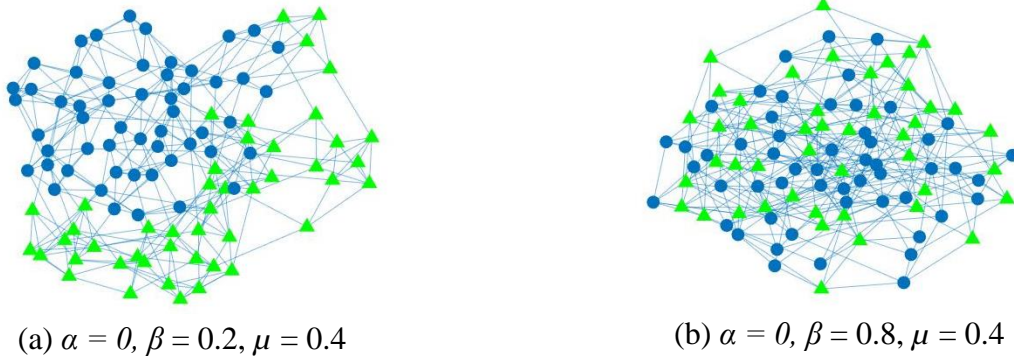 (a) α = 0, β = 0.2, μ = 0.4
(b) α = 0, β = 0.8, μ = 0.4